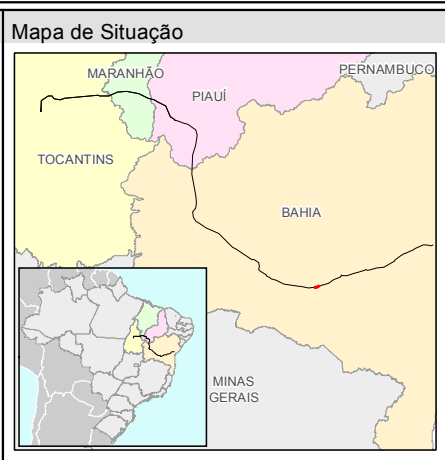 Mapa de Situação
MARANHÃO
PERNAMBUCO
PIAUÍ
TOCANTINS
BAHIA
MINAS
GERAIS